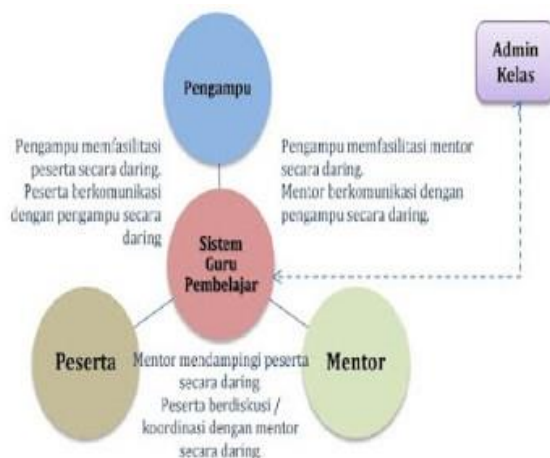 Pengampu
Admin
Kelas
Pengampu memfasilitasi
peserta secara daring.
Peserta berkomunikasi
dengan pengampu secara
daring
Pengampu memfasilitasi mentor
secara daring.
Mentor berkomunikasi dengan
pengampu secara daring.
Sistem
Guru
Pembelajar
Peserta
Mentor mendampingi peserta
secara daring.
Peserta berdiskusi /
koordinasi dengan mentor
secara daring.
Mentor